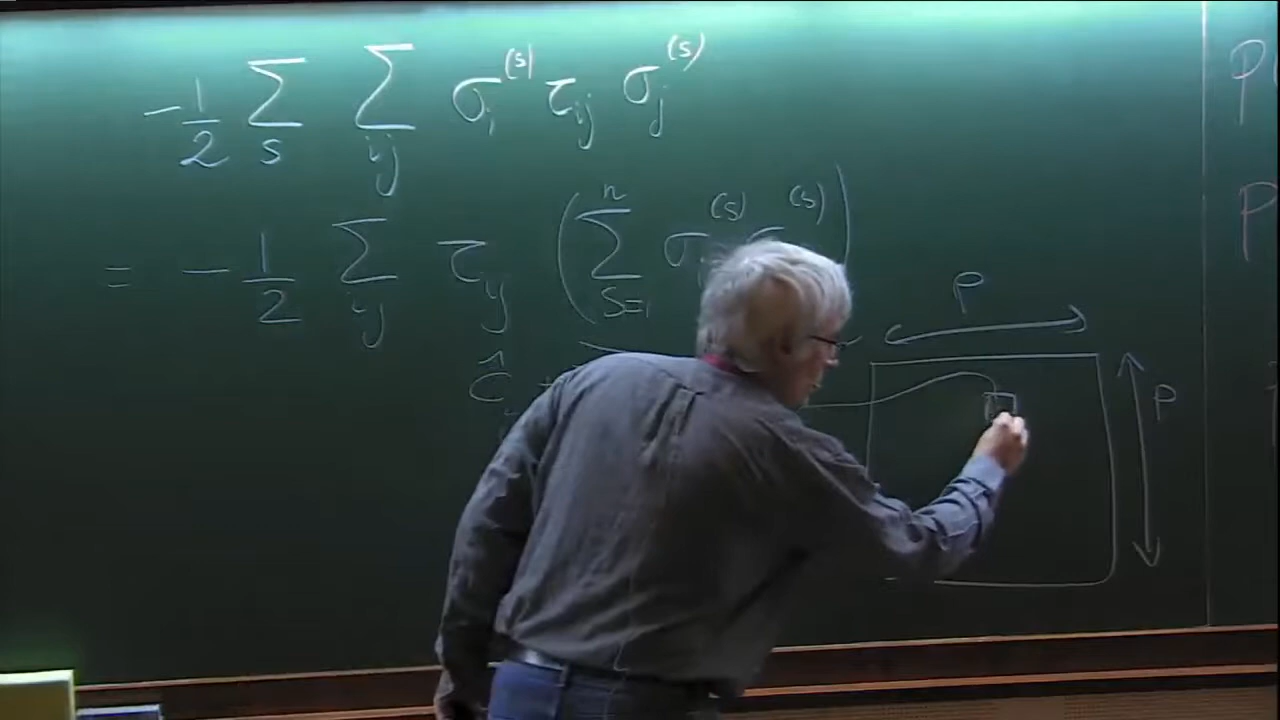 -1/2 Σ_s Σ_ij σ_i^(s) τ_ij σ_j^(s)
= -1/2 Σ_ij τ_ij ( Σ_{s=1}^n σ^(s) σ^(s) )
P
Ĉ
P
P
P